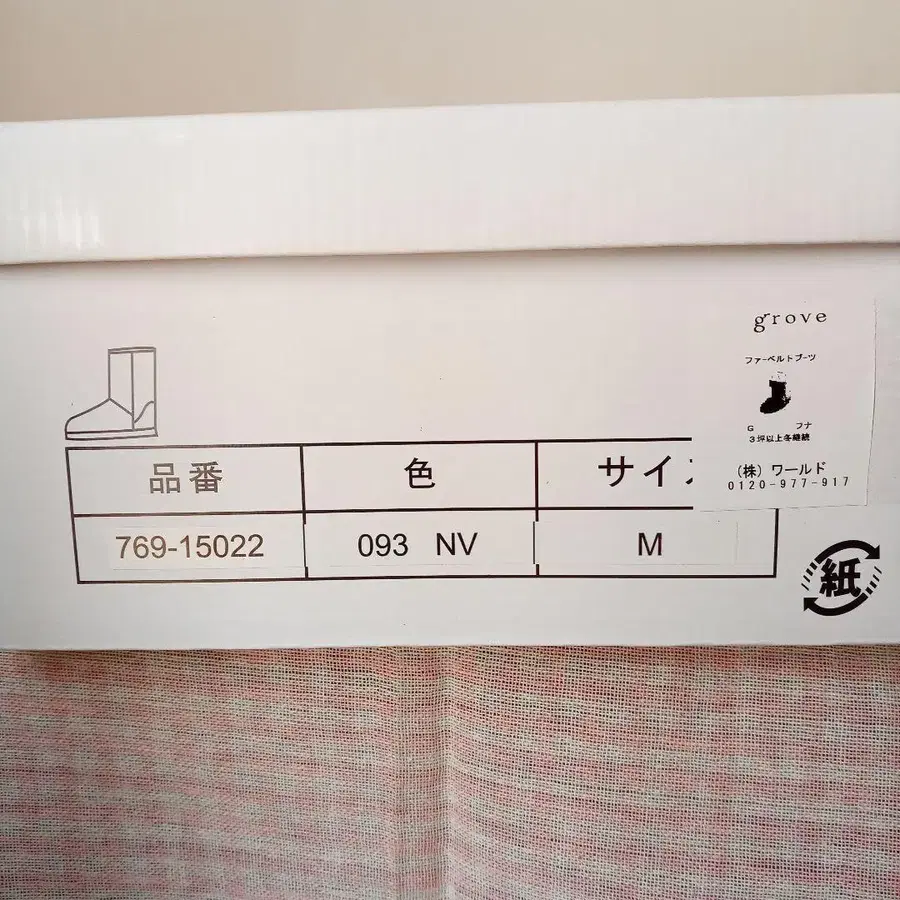 grove
ファーベルトブーツ
G フナ
3坪以上冬継続
(株)ワールド
0120-977-917
品番 色 サイ
769-15022 093 NV M
紙